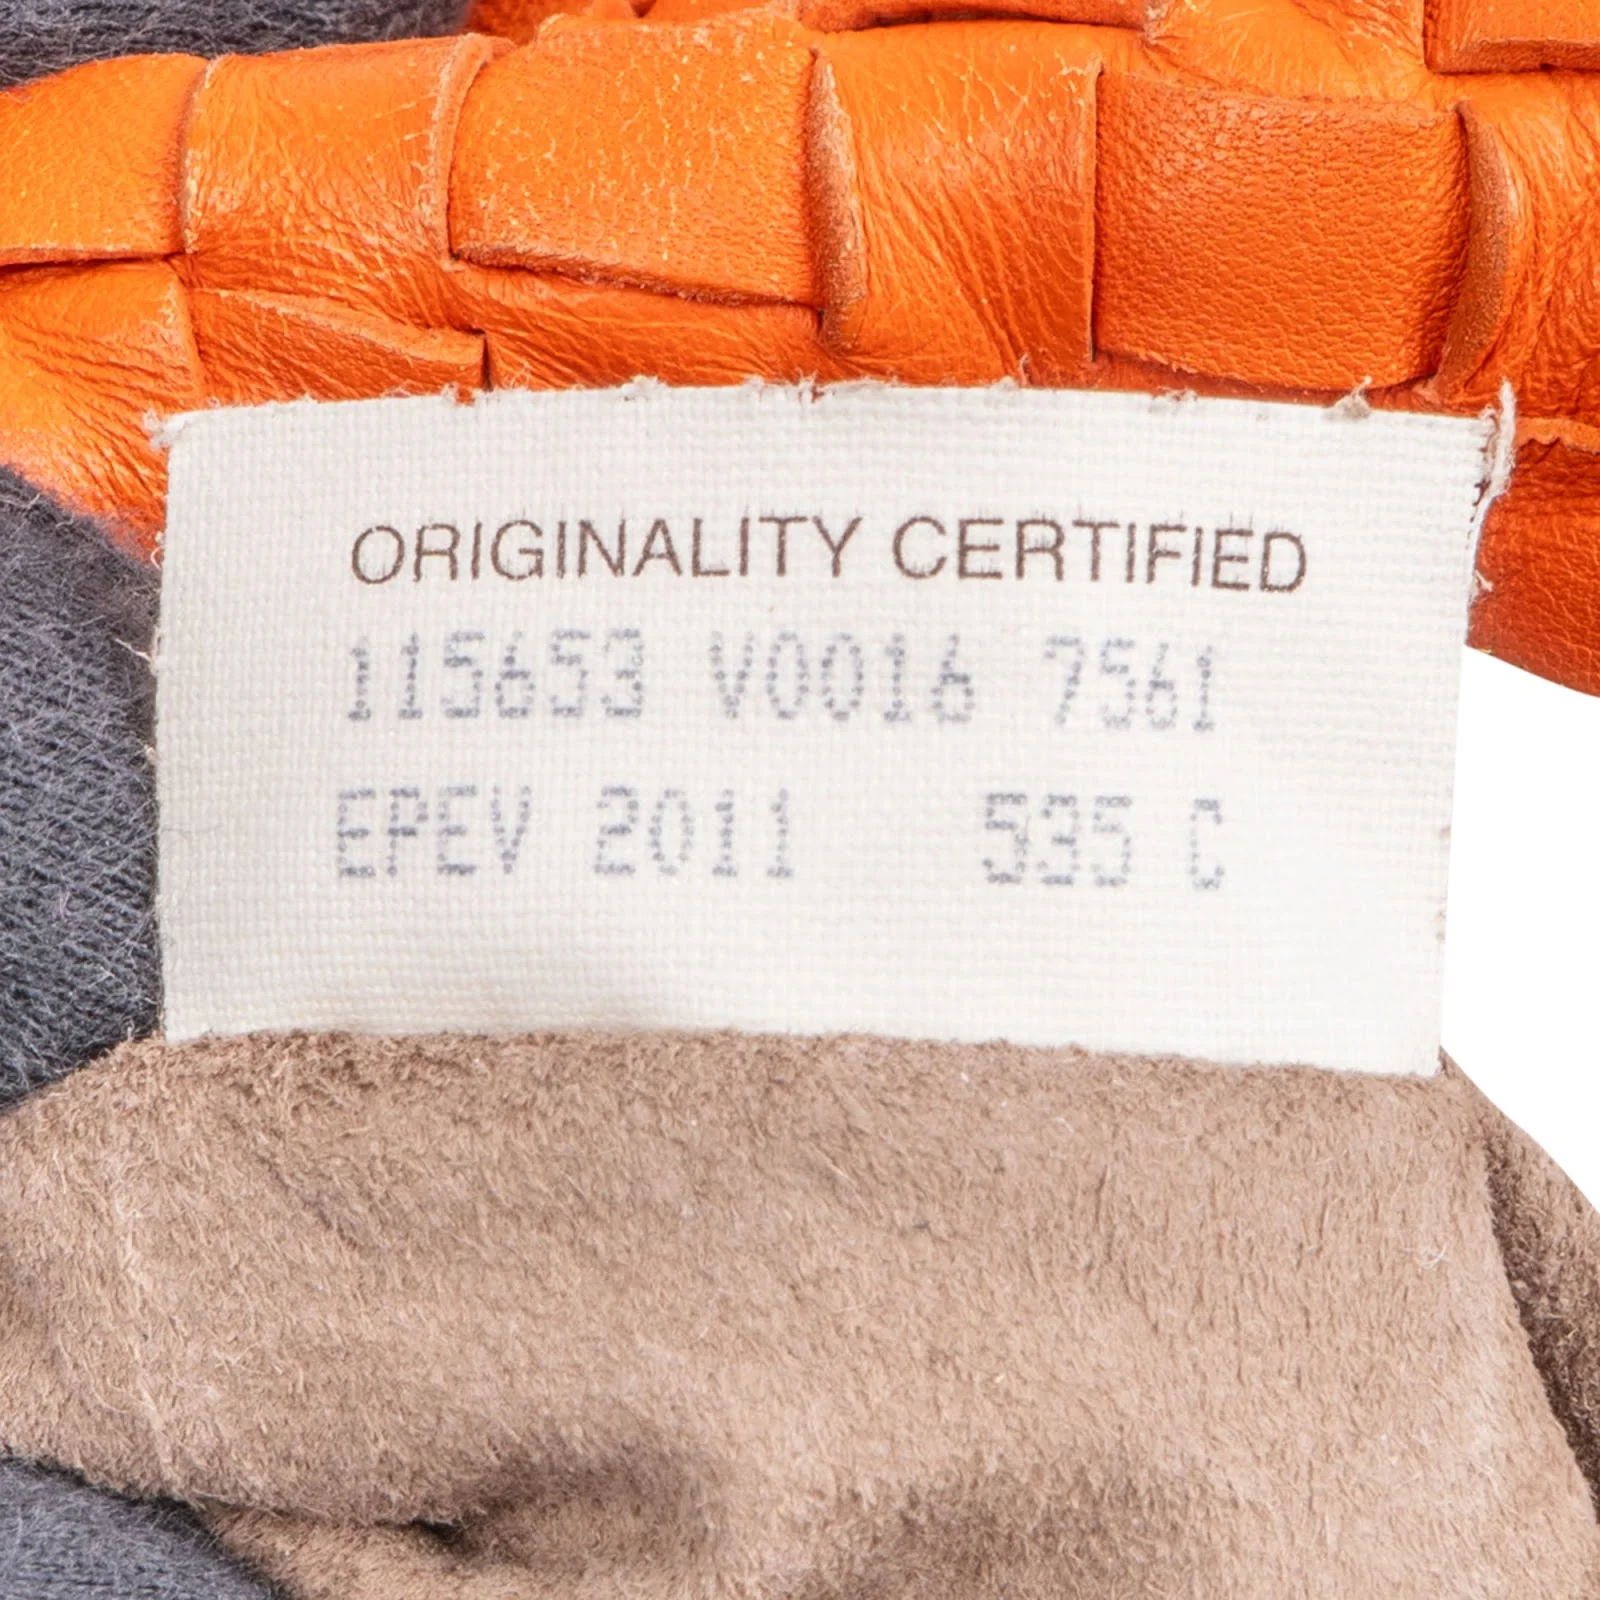 ORIGINALITY CERTIFIED
115653 V0016 7561
EPEV 2011 535 C